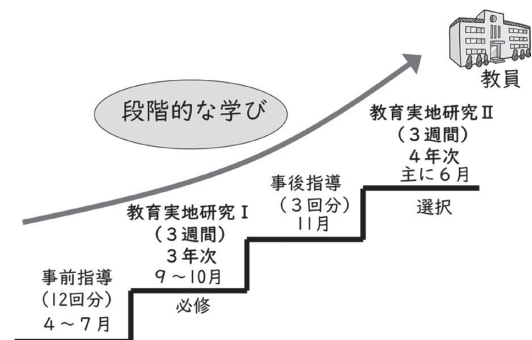 教員
段階的な学び
教育実地研究Ⅱ
（３週間）
４年次
主に６月
選択
事後指導
（３回分）
11月
教育実地研究Ⅰ
（３週間）
３年次
９～10月
必修
事前指導
（12回分）
４～７月